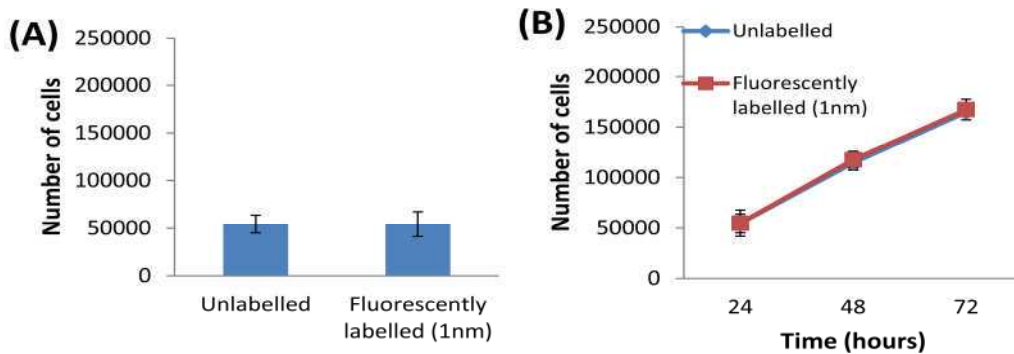 (A)
Number of cells
250000
200000
150000
100000
50000
0
Unlabelled
Fluorescently
labelled (1nm)
(B)
Number of cells
250000
200000
150000
100000
50000
0
Unlabelled
Fluorescently
labelled (1nm)
24 48 72
Time (hours)